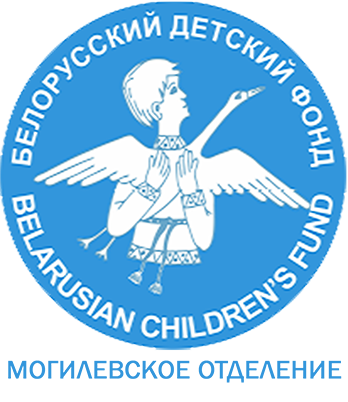 БЕЛОРУССКИЙ ДЕТСКИЙ ФОНД
BELARUSIAN CHILDREN'S FUND
МОГИЛЕВСКОЕ ОТДЕЛЕНИЕ